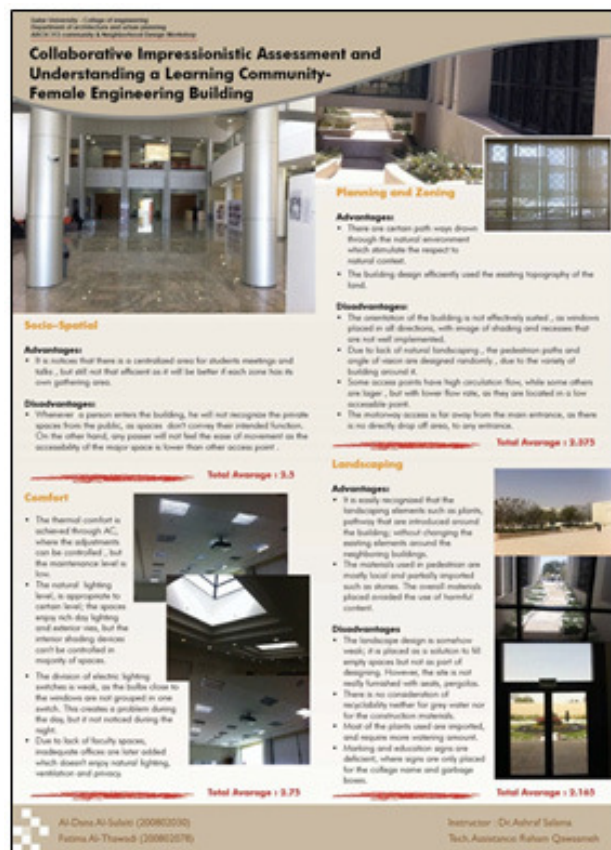 Qatar University - College of engineering
Department of architecture and urban planning
Collaborative Impressionistic Assessment and
Understanding a Learning Community-
Female Engineering Building
Planning and Zoning
Advantages:
• There are certain path ways drawn
through the natural environment
which stimulate the respect to
natural context.
• The building design efficiently used the existing topography of the
land.
Disadvantages:
• The orientation of the building is not effectively suited , as windows
placed in all directions, with image of shading and recesses that
are not well implemented.
• Due to lack of natural landscaping , the pedestrian paths and
angle of vision are designed randomly , due to the variety of
building around it.
• Some access points have high circulation flow, while some others
are lager , but with lower flow rate, as they are located in a low
accessible point.
• The motorway access is far away from the main entrance, as there
is no directly drop off area, to any entrance.
Total Avarage : 2.375
Socio-Spatial
Advantages:
• It is notices that there is a centralized area for students meetings and
talks , but still not that efficient as it will be better if each zone has its
own gathering area.
Disadvantages:
• Whenever a person enters the building, he will not recognize the private
spaces from the public, as spaces don't convey their intended function.
On the other hand, any passer will not feel the ease of movement as the
accessibility of the major space is lower than other access point .
Total Avarage : 2.5
Comfort
• The thermal comfort is
achieved through AC,
where the adjustments
can be controlled , but
the maintenance level is
low.
• The natural lighting
level, is appropriate to
certain level; the spaces
enjoy rich day lighting
and exterior vies, but the
interior shading devices
can't be controlled in
majority of spaces.
• The division of electric lighting
switches is weak, as the bulbs close to
the windows are not grouped in one
switch. This creates a problem during
the day, but it not noticed during the
night.
• Due to lack of faculty spaces,
inadequate offices are later added
which doesn't enjoy natural lighting,
ventilation and privacy.
Total Avarage : 2.75
Landscaping
Advantages:
• It is easily recognized that the
landscaping elements such as plants,
pathway that are introduced around
the building; without changing the
existing elements around the
neighboring buildings.
• The materials used in pedestrian are
mostly local and partially imported
such as stones. The overall materials
placed avoided the use of harmful
content.
Disadvantages
• The landscape design is somehow
weak; it is placed as a solution to fill
empty spaces but not as part of
designing. However, the site is not
really furnished with seats, pergolas.
• There is no consideration of
recyclability neither for grey water nor
for the construction materials.
• Most of the plants used are imported,
and require more watering amount.
• Marking and education signs are
deficient, where signs are only placed
for the college name and garbage
boxes.
Total Avarage : 2.165
Al-Dana Al-Sulaiti (200802030)
Fatima Al-Thawadi (200802078)
Instructor : Dr.Ashraf Salama
Tech.Assistance: Raham Qawasmeh